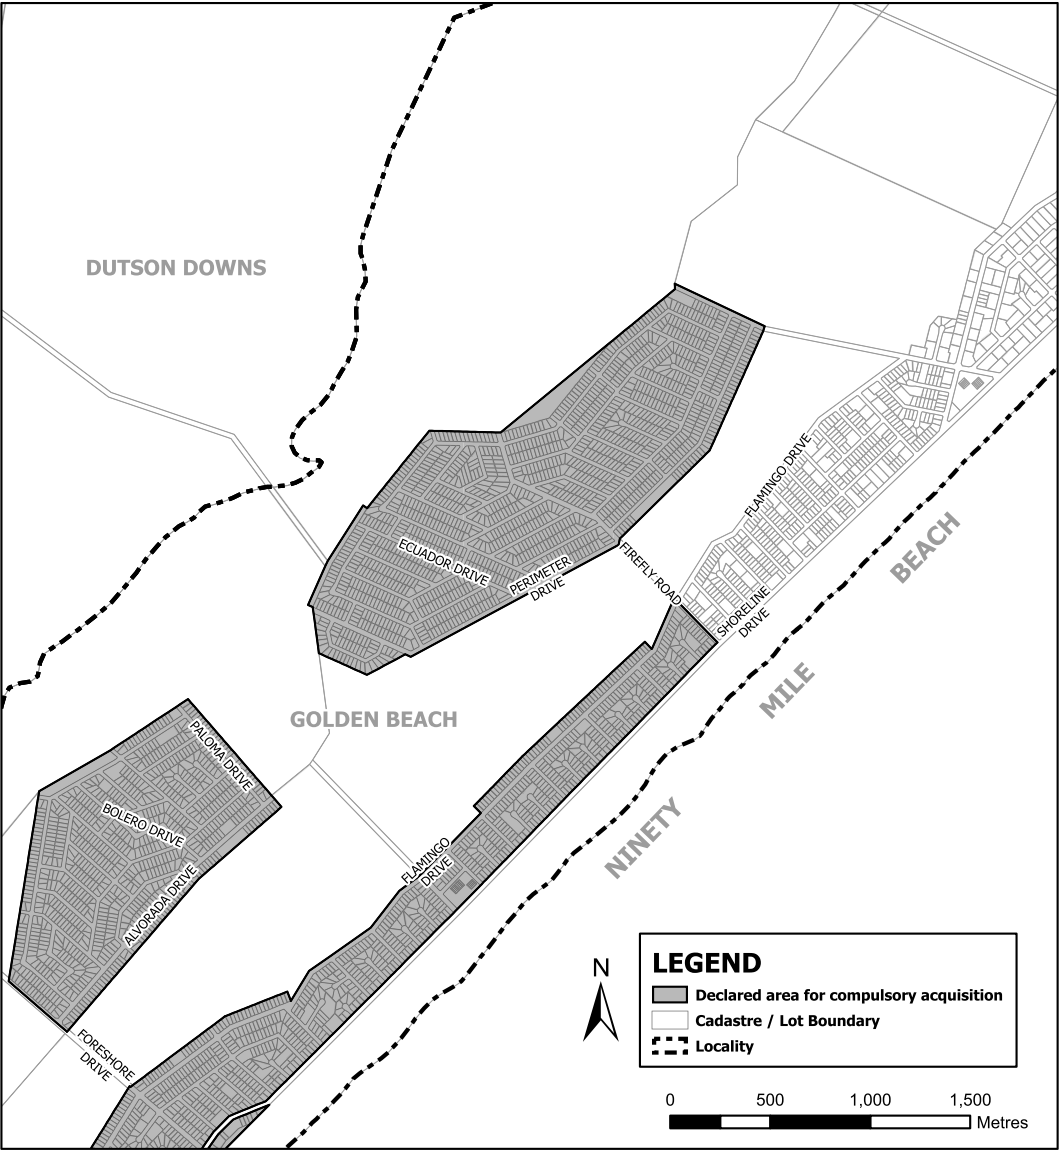 DUTSON DOWNS
FLAMINGO DRIVE
BEACH
ECUADOR DRIVE
PERIMETER
DRIVE
FIREFLY ROAD
SHORELINE
DRIVE
MILE
GOLDEN BEACH
PALOMA DRIVE
BOLERO DRIVE
NINETY
FLAMINGO
DRIVE
ALVORADA DRIVE
FORESHORE
DRIVE
N
LEGEND
Declared area for compulsory acquisition
Cadastre / Lot Boundary
Locality
0 500 1,000 1,500
Metres